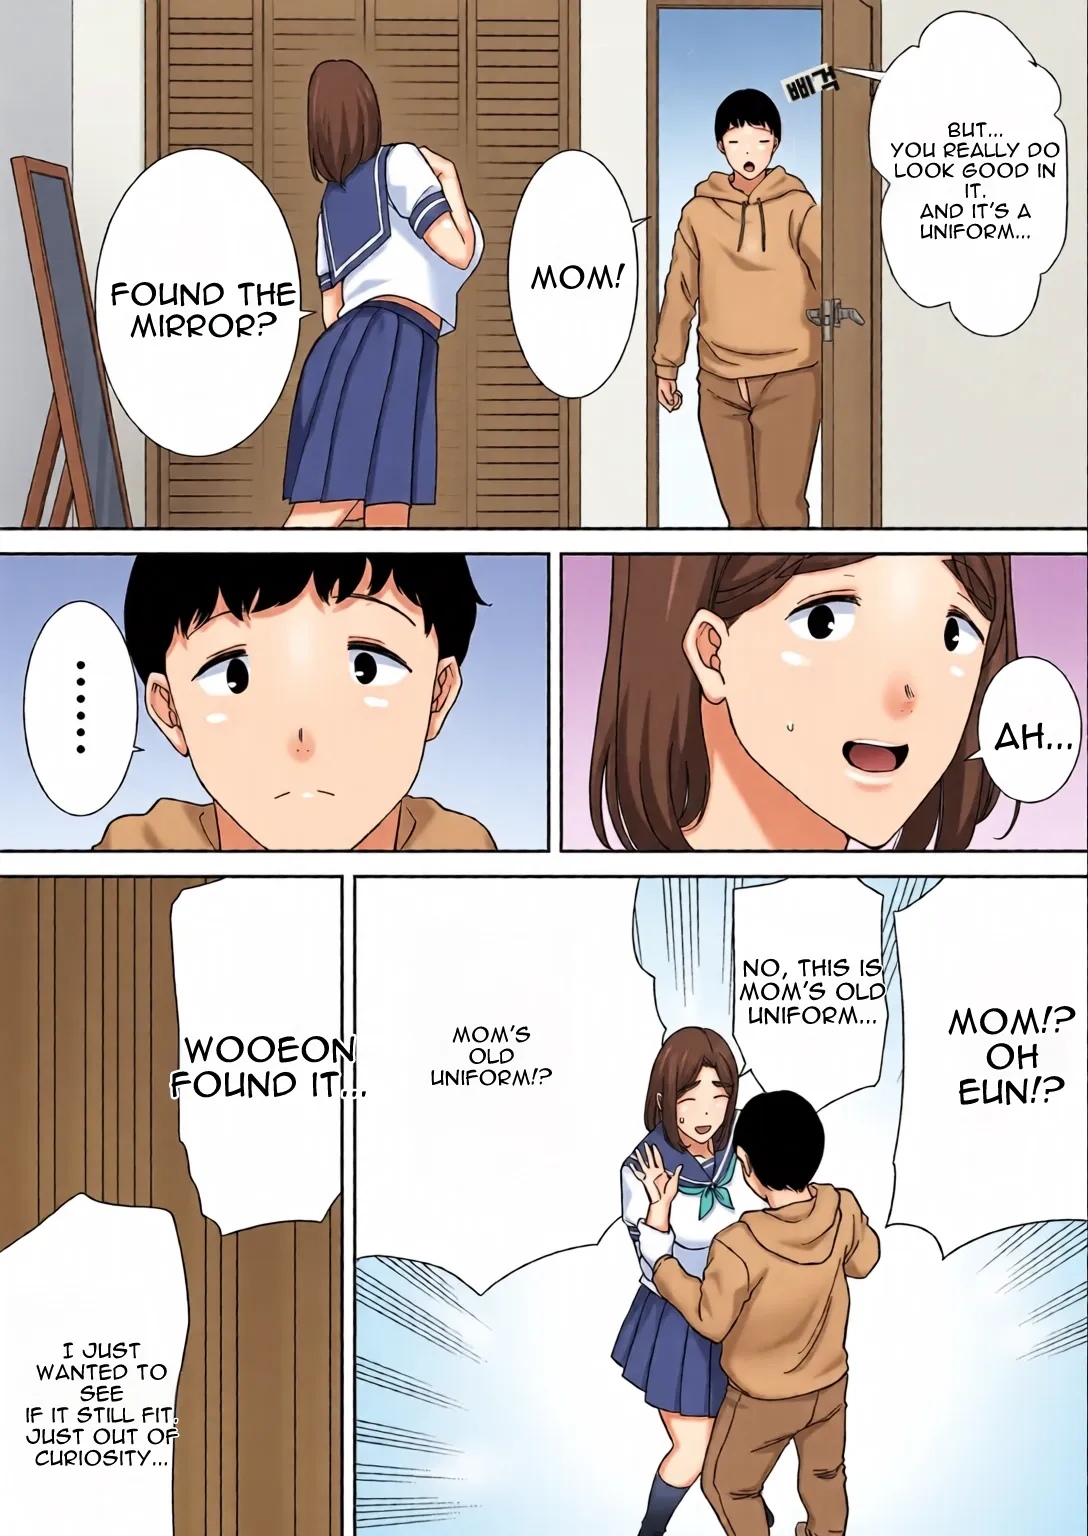 BUT...
YOU REALLY DO
LOOK GOOD IN
IT.
AND IT'S A
UNIFORM...
MOM!
FOUND THE
MIRROR?
AH...
......
MOM!?
OH
EUN!?
NO, THIS IS
MOM'S OLD
UNIFORM...
MOM'S
OLD
UNIFORM!?
WOOEON
FOUND IT...
I JUST
WANTED TO
SEE
IF IT STILL FIT,
JUST OUT OF
CURIOSITY...